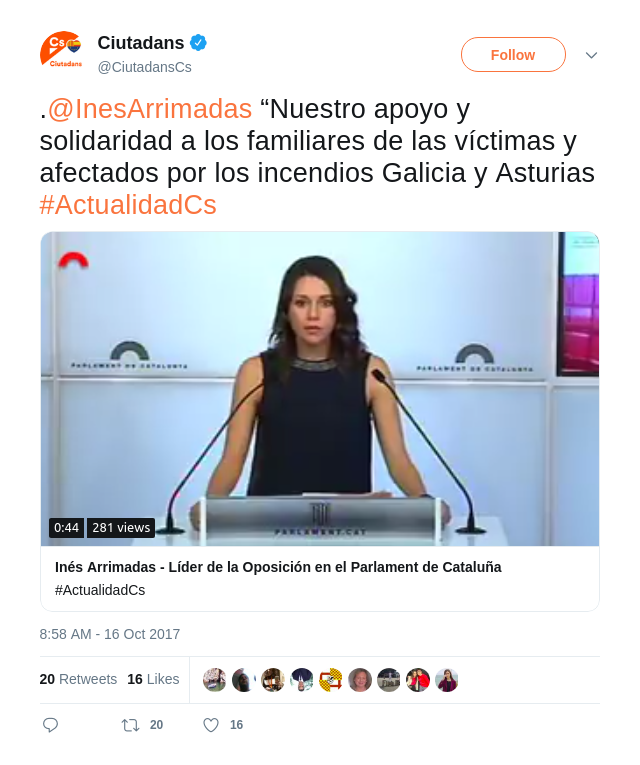 Cs
Ciutadans
Ciutadans
@CiutadansCs
Follow
.@InesArrimadas “Nuestro apoyo y
solidaridad a los familiares de las víctimas y
afectados por los incendios Galicia y Asturias
#ActualidadCs
PARLAMENT DE CATALUNYA
PARLAMENT DE CATALUNYA
PARLAMENT.CAT
0:44
281 views
Inés Arrimadas - Líder de la Oposición en el Parlament de Cataluña
#ActualidadCs
8:58 AM - 16 Oct 2017
20 Retweets 16 Likes
20
16